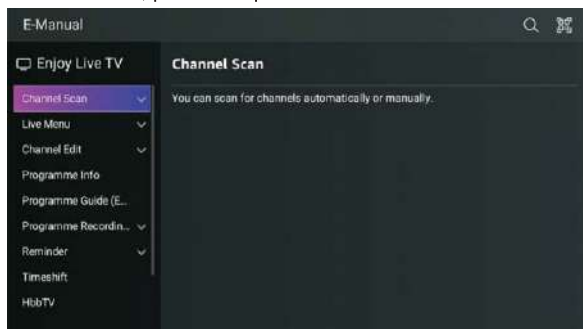 E-Manual
Enjoy Live TV
Channel Scan
Live Menu
Channel Edit
Programme Info
Programme Guide (E...
Programme Recordin...
Reminder
Timeshift
HbbTV
Channel Scan
You can scan for channels automatically or manually.